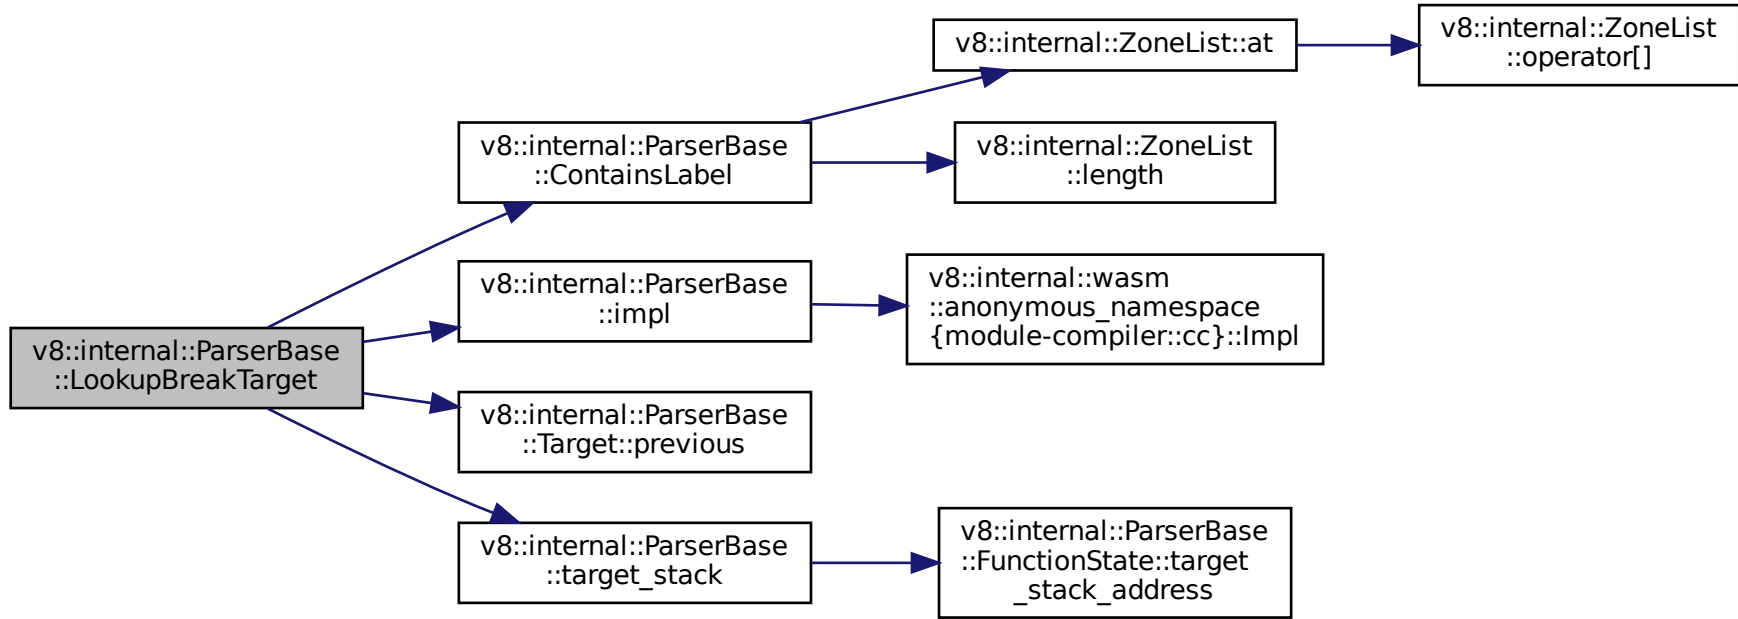 v8::internal::ZoneList::at
v8::internal::ZoneList
::operator[]
v8::internal::ParserBase
::ContainsLabel
v8::internal::ZoneList
::length
v8::internal::ParserBase
::impl
v8::internal::wasm
::anonymous_namespace
{module-compiler::cc}::Impl
v8::internal::ParserBase
::LookupBreakTarget
v8::internal::ParserBase
::Target::previous
v8::internal::ParserBase
::target_stack
v8::internal::ParserBase
::FunctionState::target
_stack_address